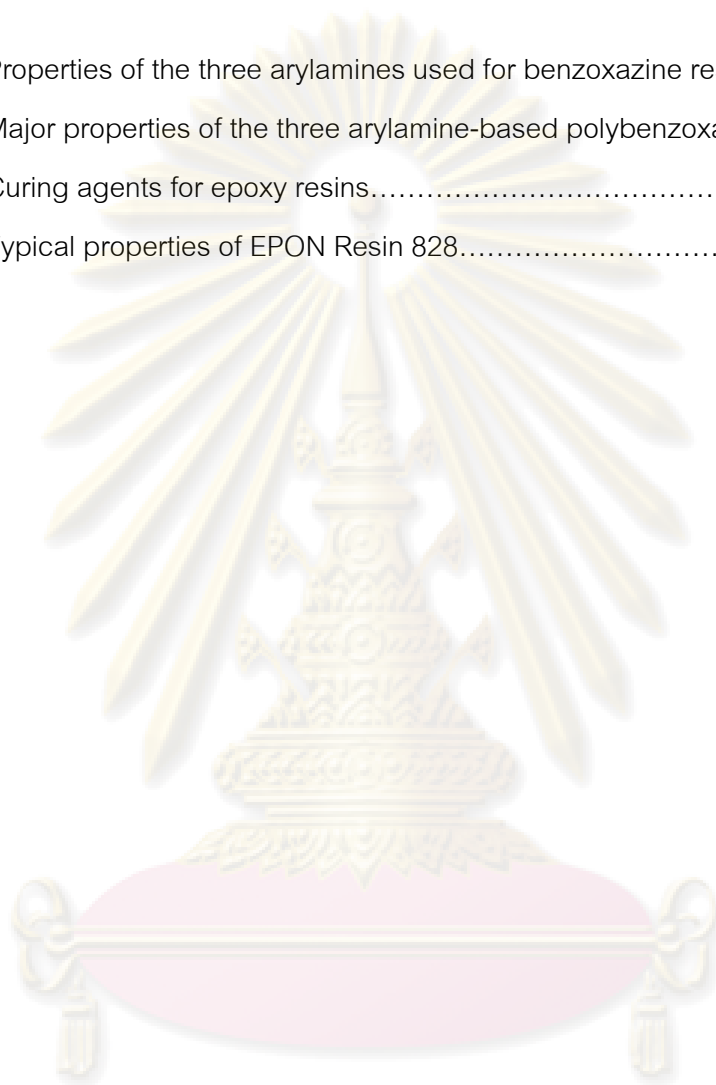 roperties of the three arylamines used for benzoxazine re
Major properties of the three arylamine-based polybenzoxa
Curing agents for epoxy resins……………………………………
ypical properties of EPON Resin 828…………………………